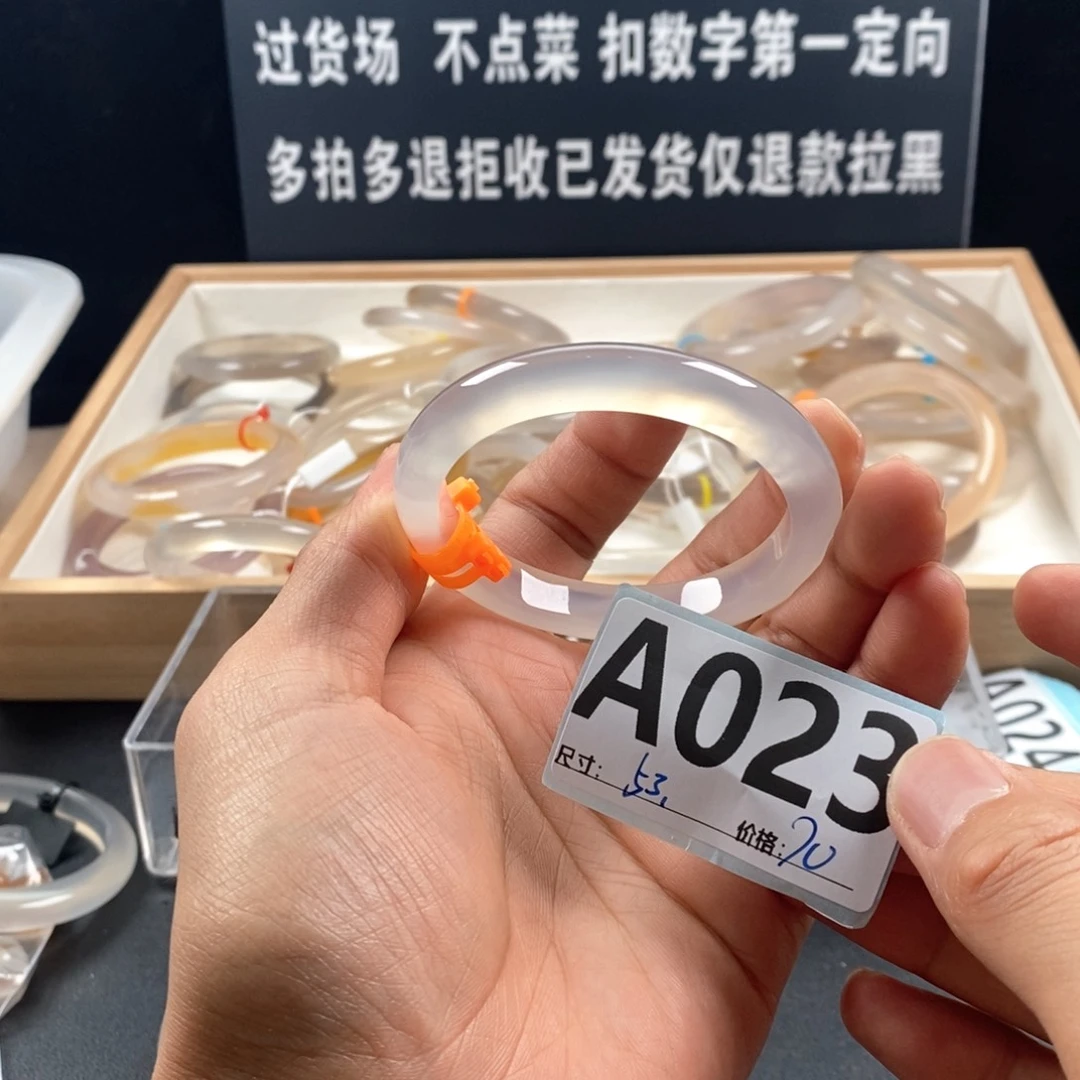 过货场 不点菜 扣数字第一定向
多拍多退拒收已发货仅退款拉黑
A023
尺寸: 53.
价格: 70
A024